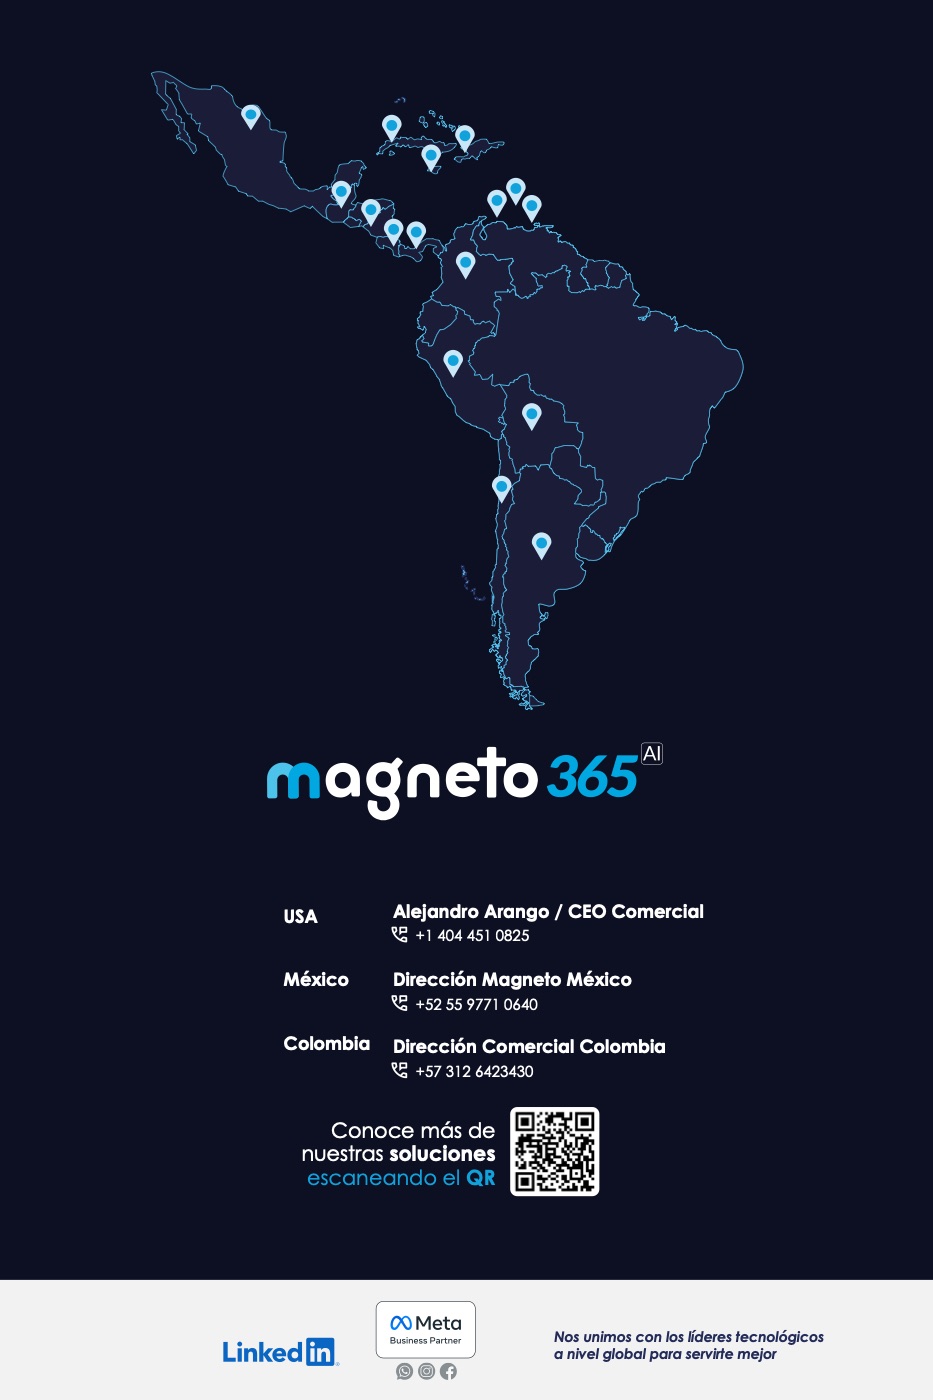 magneto 365 AI
USA
Alejandro Arango / CEO Comercial
+1 404 451 0825
México
Dirección Magneto México
+52 55 9771 0640
Colombia
Dirección Comercial Colombia
+57 312 6423430
Conoce más de
nuestras soluciones
escaneando el QR
LinkedIn
Meta
Business Partner
Nos unimos con los líderes tecnológicos
a nivel global para servirte mejor